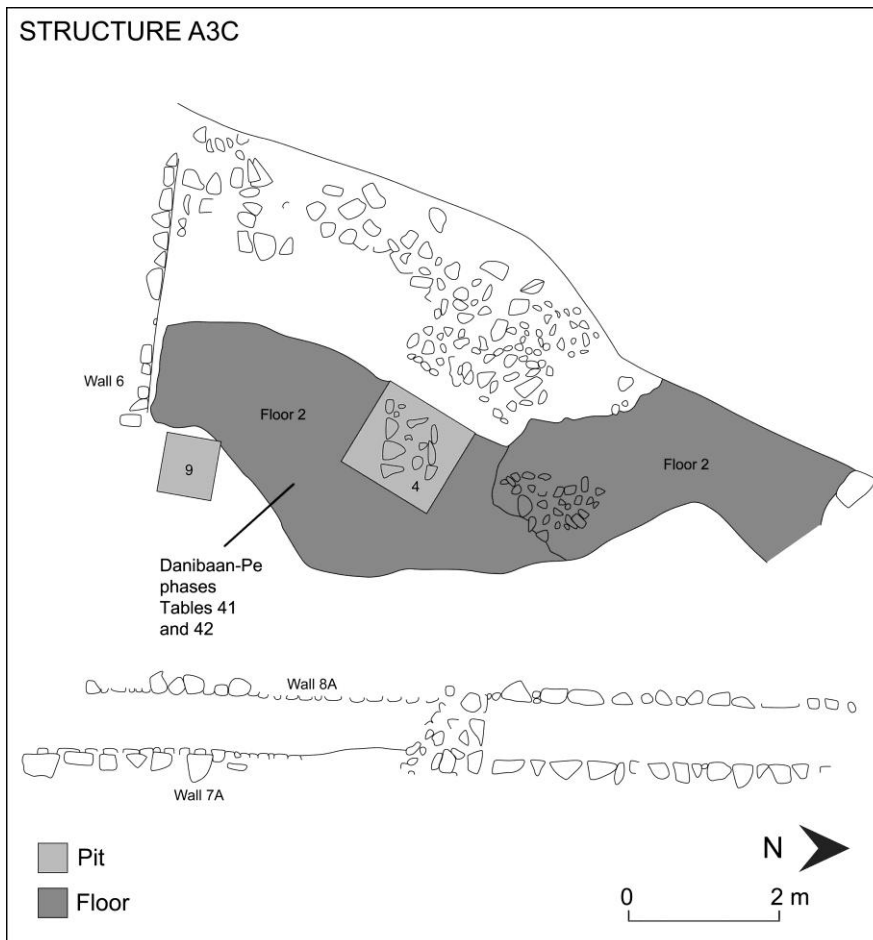 STRUCTURE A3C
Wall 6
Floor 2
Floor 2
9
4
Danibaan-Pe
phases
Tables 41
and 42
Wall 8A
Wall 7A
Pit
Floor
N
0 2 m